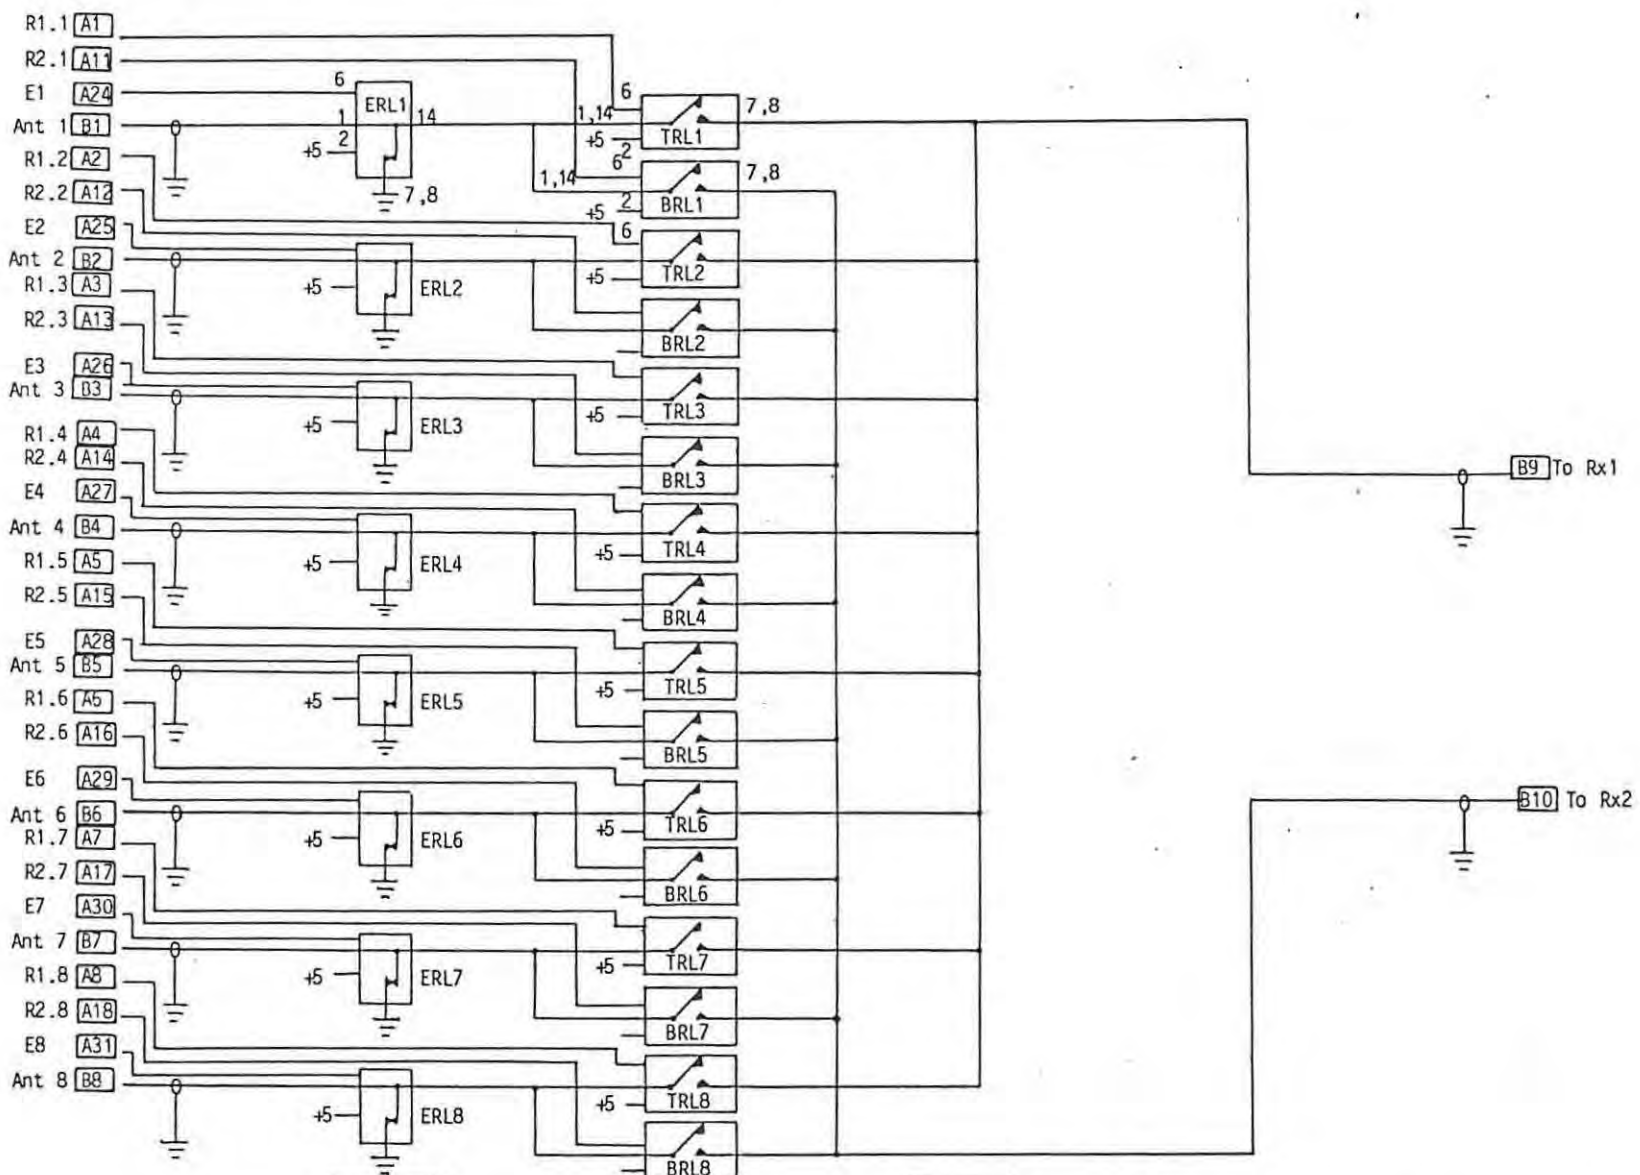 R1.1 A1
R2.1 A11
E1 A24
Ant 1 B1
R1.2 A2
R2.2 A12
E2 A25
Ant 2 B2
R1.3 A3
R2.3 A13
E3 A26
Ant 3 B3
R1.4 A4
R2.4 A14
E4 A27
Ant 4 B4
R1.5 A5
R2.5 A15
E5 A28
Ant 5 B5
R1.6 A6
R2.6 A16
E6 A29
Ant 6 B6
R1.7 A7
R2.7 A17
E7 A30
Ant 7 B7
R1.8 A8
R2.8 A18
E8 A31
Ant 8 B8
6
ERL1
1
14
2
+5
7,8
+5
ERL2
+5
ERL3
+5
ERL4
+5
ERL5
+5
ERL6
+5
ERL7
+5
ERL8
6
1,14
7,8
+5
TRL1
2
6
7,8
1,14
2
+5
BRL1
6
+5
TRL2
BRL2
+5
TRL3
BRL3
+5
TRL4
BRL4
+5
TRL5
BRL5
+5
TRL6
BRL6
+5
TRL7
BRL7
+5
TRL8
BRL8
B9 To Rx1
B10 To Rx2